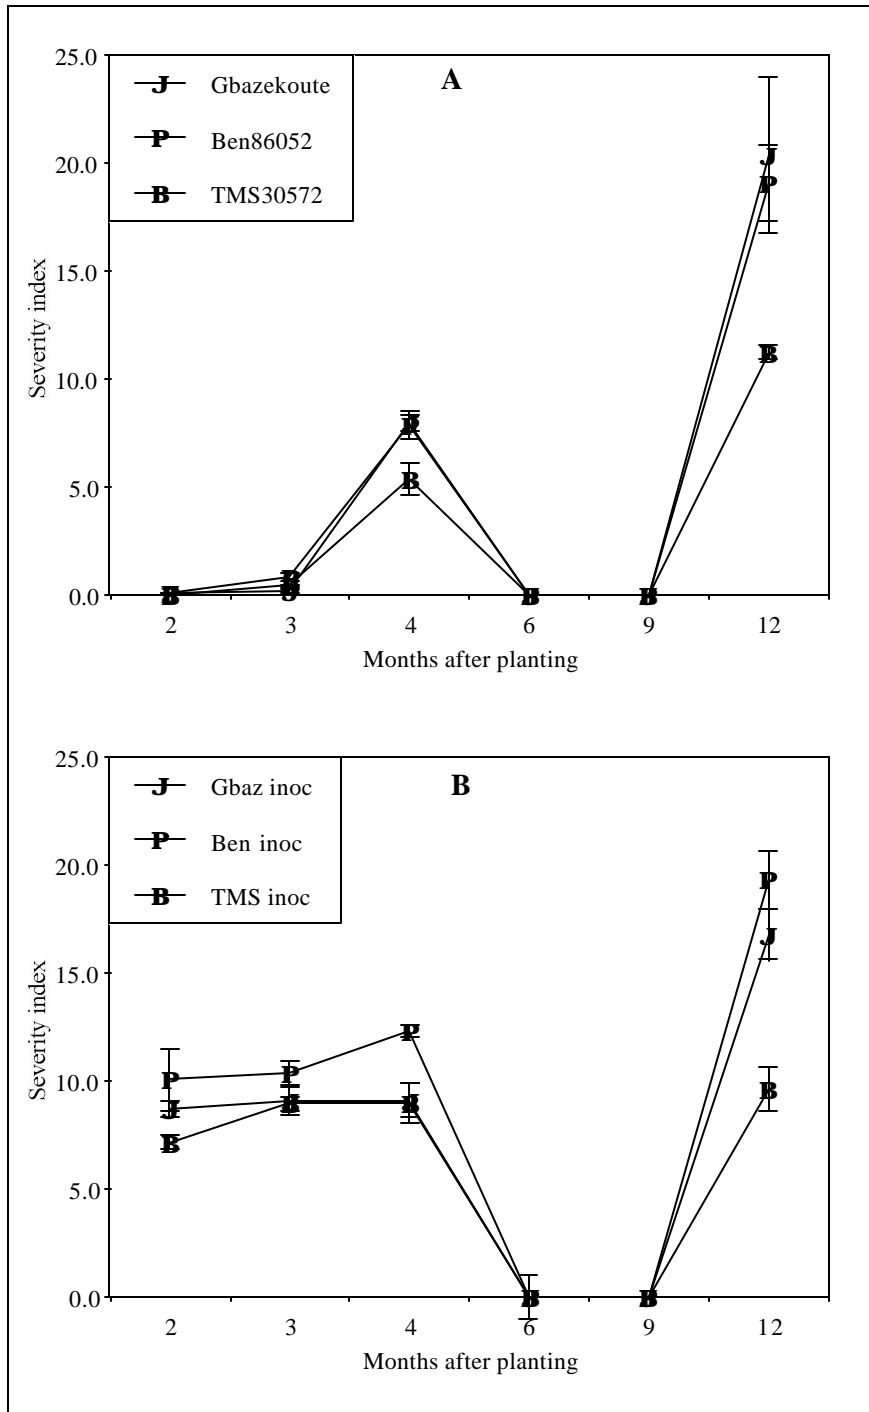 A
J Gbazekoute
P Ben86052
B TMS30572
Severity index
25.0
20.0
15.0
10.0
5.0
0.0
2 3 4 6 9 12
Months after planting
B
J Gbaz inoc
P Ben inoc
B TMS inoc
Severity index
25.0
20.0
15.0
10.0
5.0
0.0
2 3 4 6 9 12
Months after planting